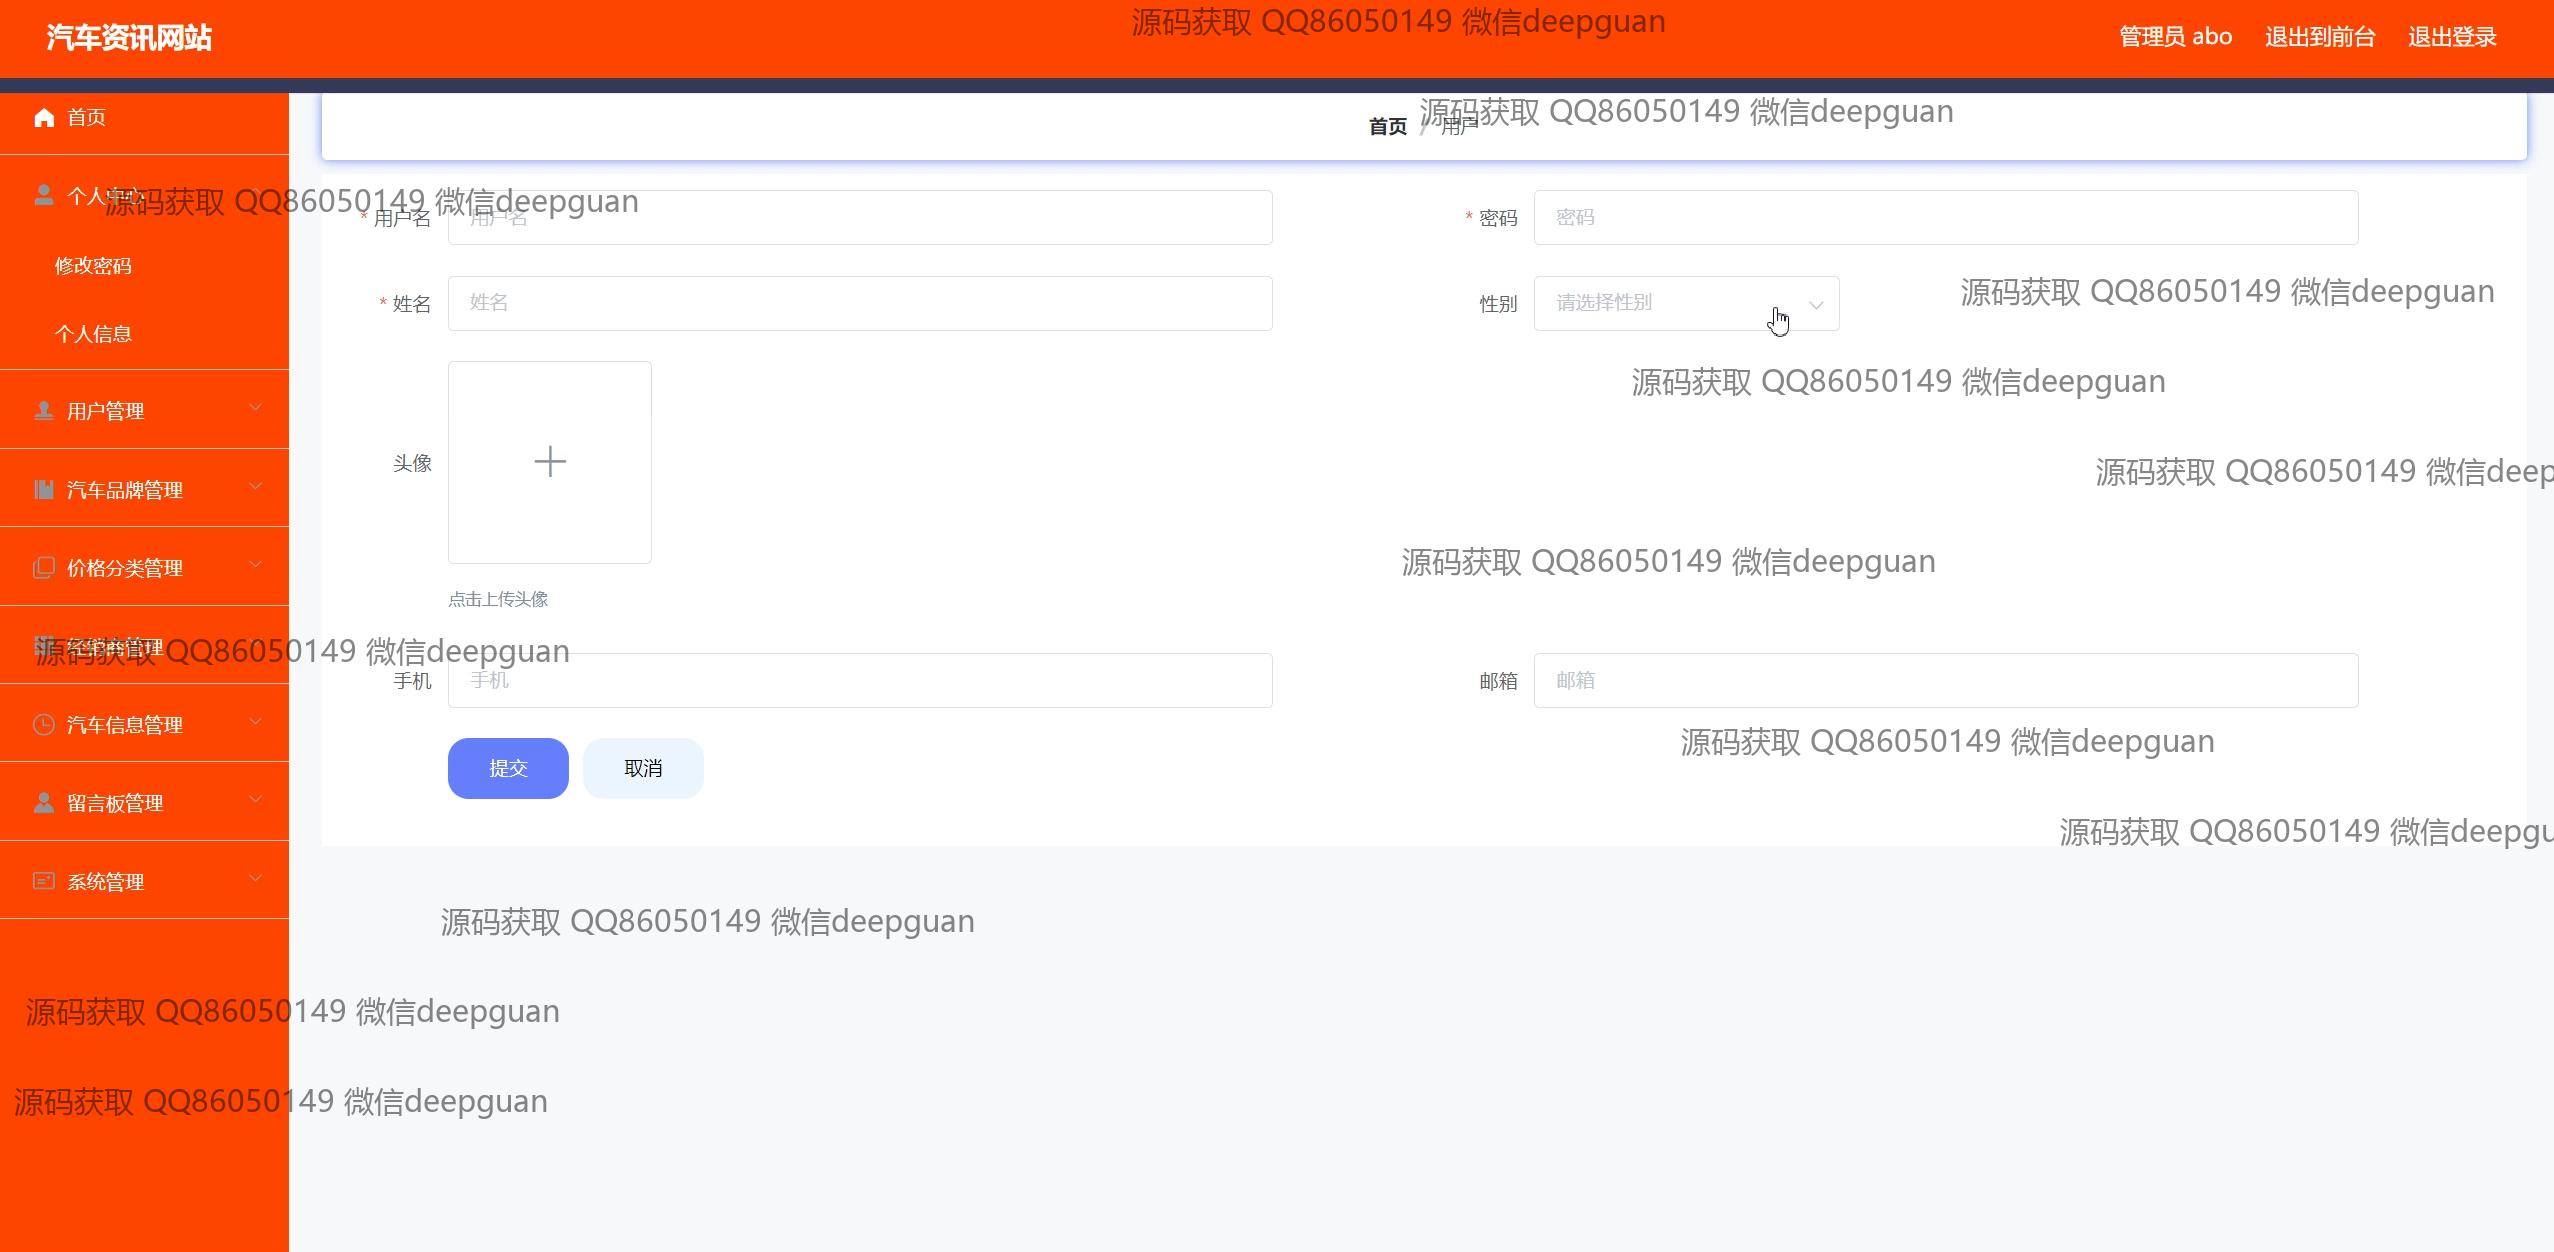 汽车资讯网站
源码获取 QQ86050149 微信deepguan
管理员 abo 退出到前台 退出登录
首页
首页 / 用户
源码获取 QQ86050149 微信deepguan
个人中心
源码获取 QQ86050149 微信deepguan
* 用户名 用户名
* 密码 密码
修改密码
* 姓名 姓名
性别 请选择性别
源码获取 QQ86050149 微信deepguan
个人信息
源码获取 QQ86050149 微信deepguan
用户管理
头像
源码获取 QQ86050149 微信deep
汽车品牌管理
源码获取 QQ86050149 微信deepguan
价格分类管理
点击上传头像
经销商管理
源码获取 QQ86050149 微信deepguan
手机 手机
邮箱 邮箱
汽车信息管理
源码获取 QQ86050149 微信deepguan
提交 取消
留言板管理
源码获取 QQ86050149 微信deepgu
系统管理
源码获取 QQ86050149 微信deepguan
源码获取 QQ86050149 微信deepguan
源码获取 QQ86050149 微信deepguan